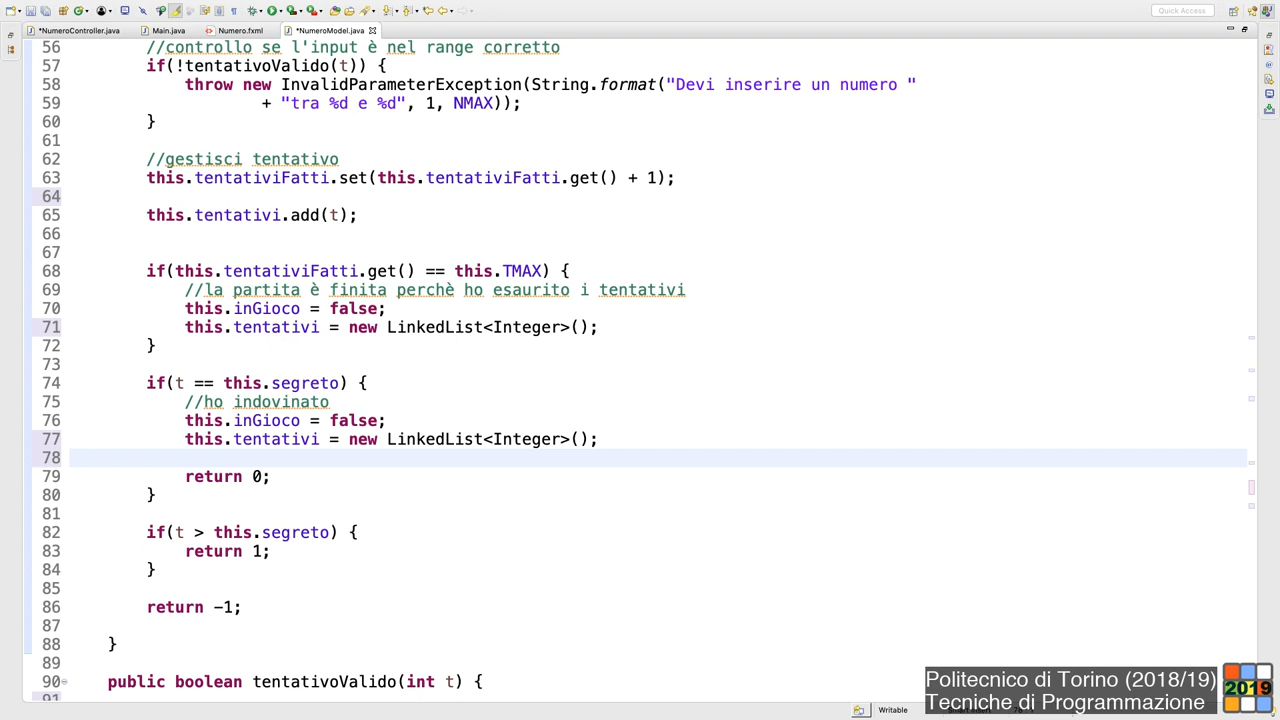 Quick Access
*NumeroController.java Main.java Numero.fxml *NumeroModel.java
56 //controllo se l'input è nel range corretto
57 if(!tentativoValido(t)) {
58 throw new InvalidParameterException(String.format("Devi inserire un numero "
59 + "tra %d e %d", 1, NMAX));
60 }
61
62 //gestisci tentativo
63 this.tentativiFatti.set(this.tentativiFatti.get() + 1);
64
65 this.tentativi.add(t);
66
67
68 if(this.tentativiFatti.get() == this.TMAX) {
69 //la partita è finita perchè ho esaurito i tentativi
70 this.inGioco = false;
71 this.tentativi = new LinkedList<Integer>();
72 }
73
74 if(t == this.segreto) {
75 //ho indovinato
76 this.inGioco = false;
77 this.tentativi = new LinkedList<Integer>();
78
79 return 0;
80 }
81
82 if(t > this.segreto) {
83 return 1;
84 }
85
86 return -1;
87
88 }
89
90 public boolean tentativoValido(int t) {
91
Politecnico di Torino (2018/19)
Tecniche di Programmazione
2019
Writable